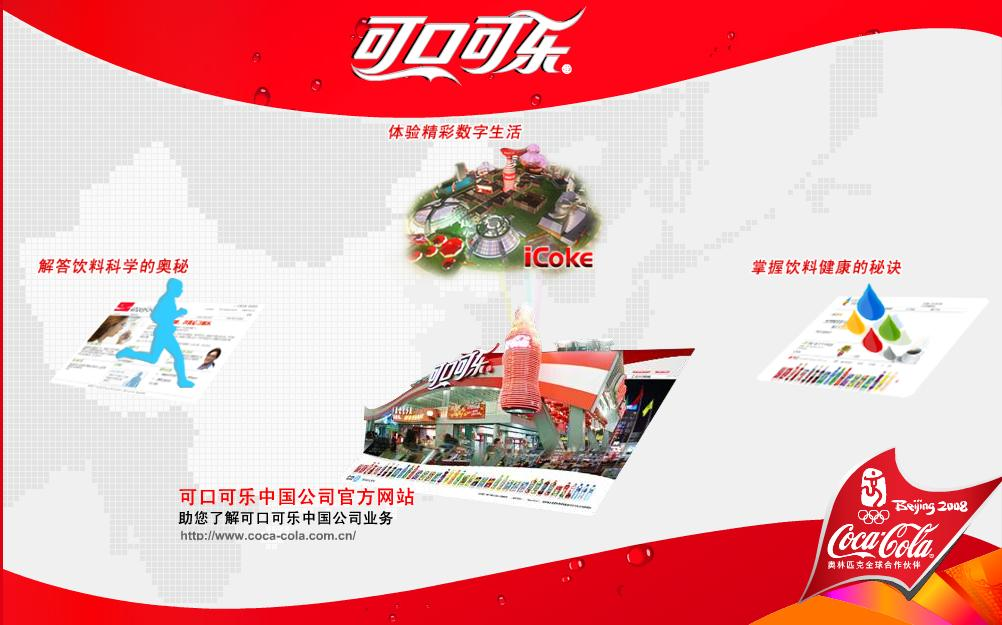 可口可乐
体验精彩数字生活
iCoke
解答饮料科学的奥秘
掌握饮料健康的秘诀
可口可乐
可口可乐中国公司官方网站
助您了解可口可乐中国公司业务
http://www.coca-cola.com.cn/
Beijing 2008
Coca-Cola
奥林匹克全球合作伙伴